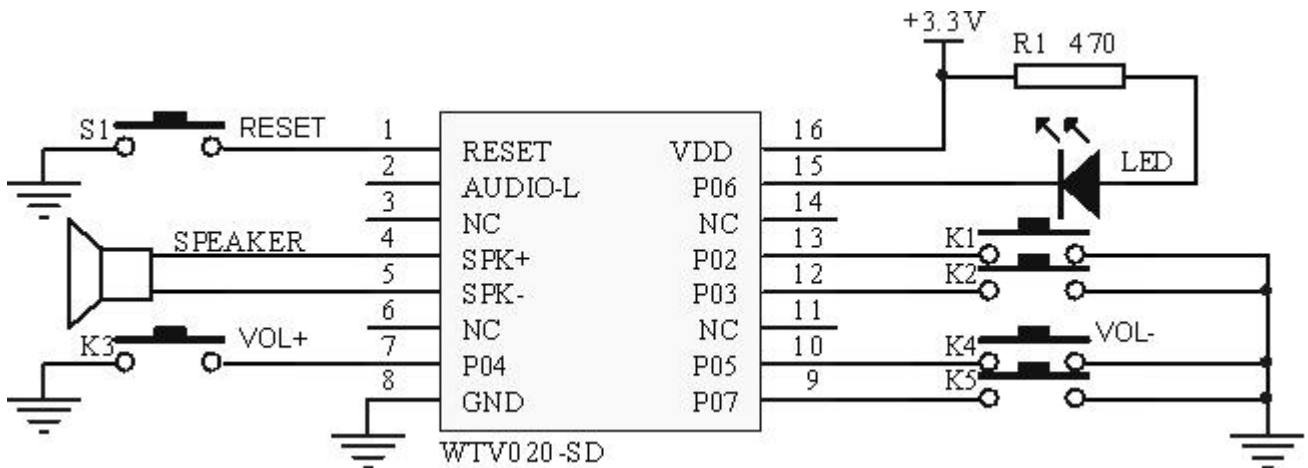 +3.3V
R1 470
S1 RESET
1
RESET
VDD
16
2
AUDIO-L
P06
15
LED
3
NC
NC
14
SPEAKER
4
SPK+
P02
13
K1
5
SPK-
P03
12
K2
6
NC
NC
11
K3 VOL+
7
P04
P05
10
K4 VOL-
8
GND
P07
9
K5
WTV020-SD